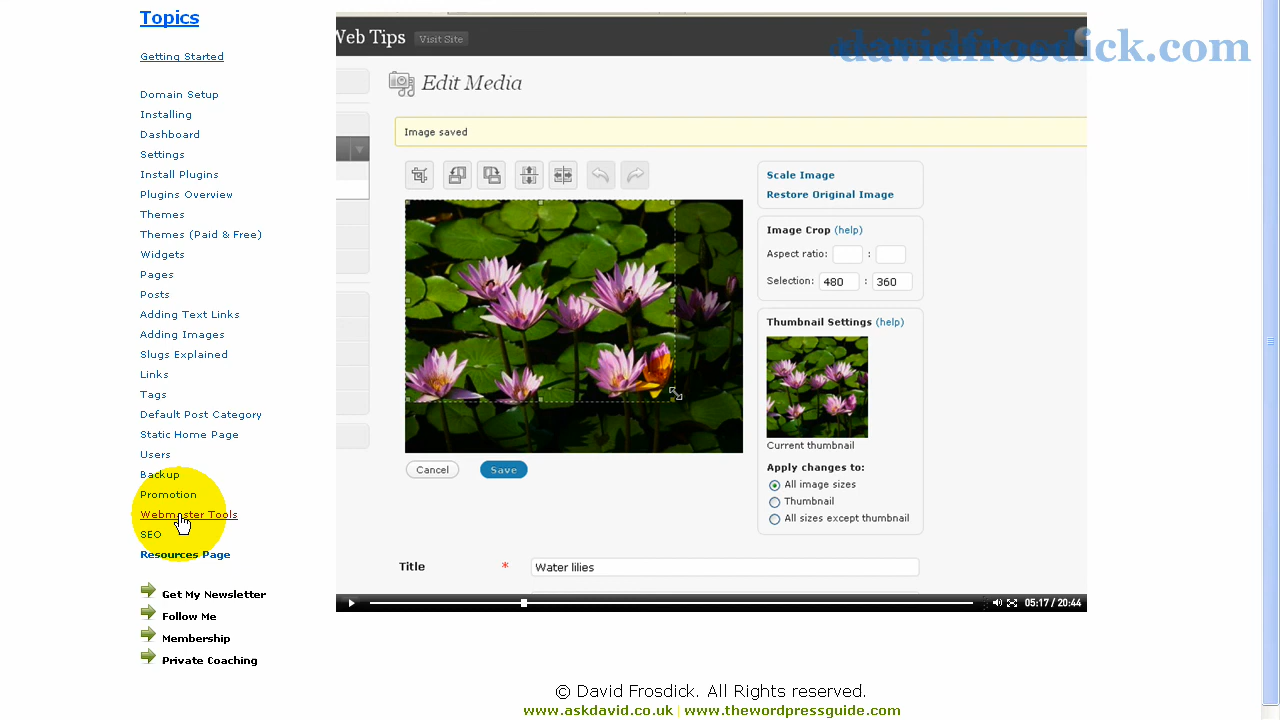 Topics
Getting Started
Domain Setup
Installing
Dashboard
Settings
Install Plugins
Plugins Overview
Themes
Themes (Paid & Free)
Widgets
Pages
Posts
Adding Text Links
Adding Images
Slugs Explained
Links
Tags
Default Post Category
Static Home Page
Users
Backup
Promotion
Webmaster Tools
SEO
Resources Page
Get My Newsletter
Follow Me
Membership
Private Coaching
Web Tips Visit Site
davidfrosdick.com
Edit Media
Image saved
Scale Image
Restore Original Image
Image Crop (help)
Aspect ratio: :
Selection: 480 : 360
Thumbnail Settings (help)
Current thumbnail
Apply changes to:
All image sizes
Thumbnail
All sizes except thumbnail
Cancel Save
Title * Water lilies
05:17 / 20:44
© David Frosdick. All Rights reserved.
www.askdavid.co.uk | www.thewordpressguide.com